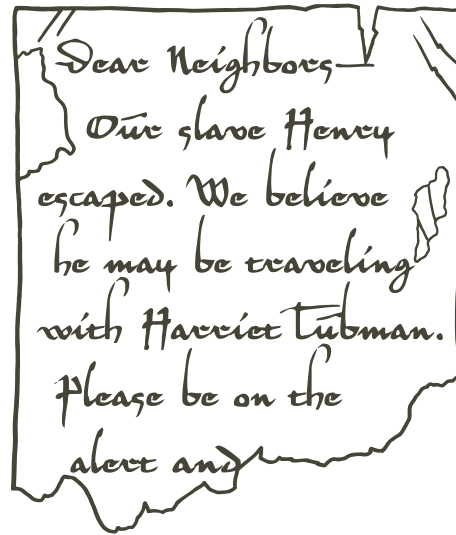 Dear Neighbors—
Our slave Henry
escaped. We believe
he may be traveling
with Harriet Tubman.
Please be on the
alert and